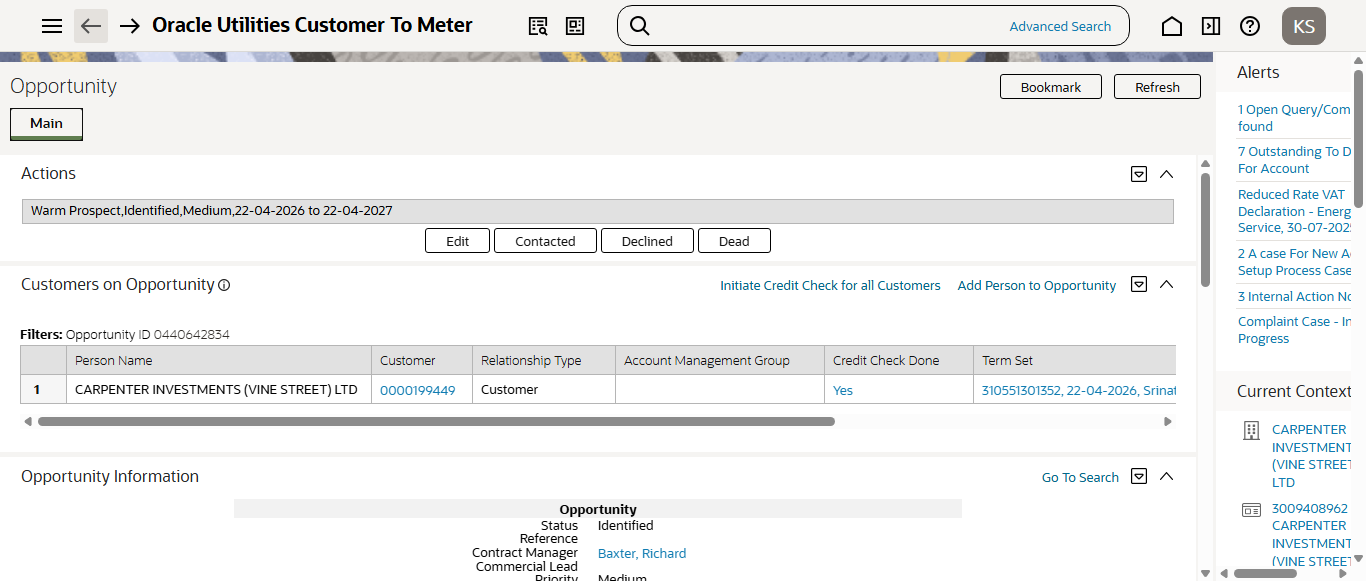 Oracle Utilities Customer To Meter
Advanced Search
KS
Opportunity
Bookmark
Refresh
Main
Actions
Warm Prospect,Identified,Medium,22-04-2026 to 22-04-2027
Edit
Contacted
Declined
Dead
Customers on Opportunity
Initiate Credit Check for all Customers
Add Person to Opportunity
Filters: Opportunity ID 0440642834
Person Name Customer Relationship Type Account Management Group Credit Check Done Term Set
1 CARPENTER INVESTMENTS (VINE STREET) LTD 0000199449 Customer Yes 310551301352, 22-04-2026, Srinat
Opportunity Information
Go To Search
Opportunity
Status Identified
Reference
Contract Manager Baxter, Richard
Commercial Lead
Priority Medium
Alerts
1 Open Query/Com
found
7 Outstanding To D
For Account
Reduced Rate VAT
Declaration - Energ
Service, 30-07-202
2 A case For New A
Setup Process Case
3 Internal Action No
Complaint Case - In
Progress
Current Context
CARPENTER
INVESTMENT
(VINE STREET
LTD
3009408962
CARPENTER
INVESTMENT
(VINE STREET